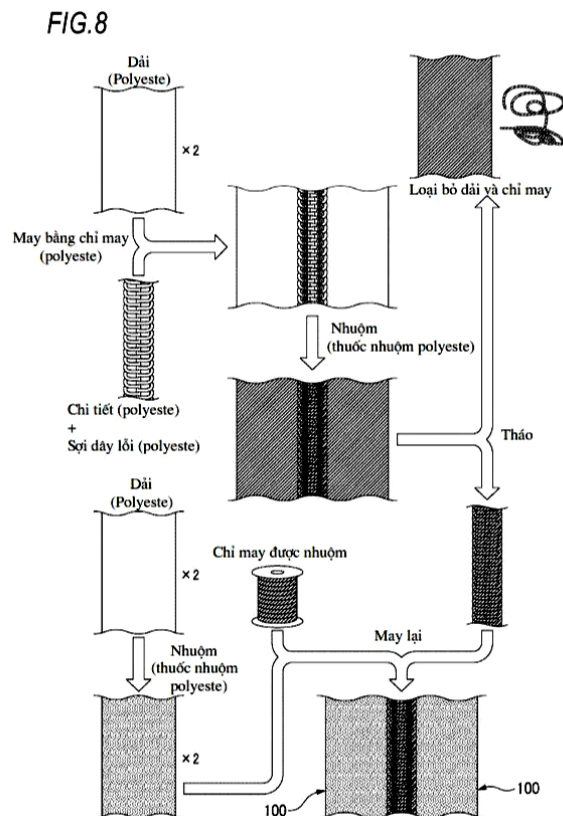 FIG.8
Dải
(Polyeste)
×2
Loại bỏ dải và chỉ may
May bằng chỉ may
(polyeste)
Nhuộm
(thuốc nhuộm polyeste)
Chi tiết (polyeste)
+
Sợi dây lõi (polyeste)
Tháo
Dải
(Polyeste)
×2
Chỉ may được nhuộm
May lại
Nhuộm
(thuốc nhuộm
polyeste)
×2
100
100